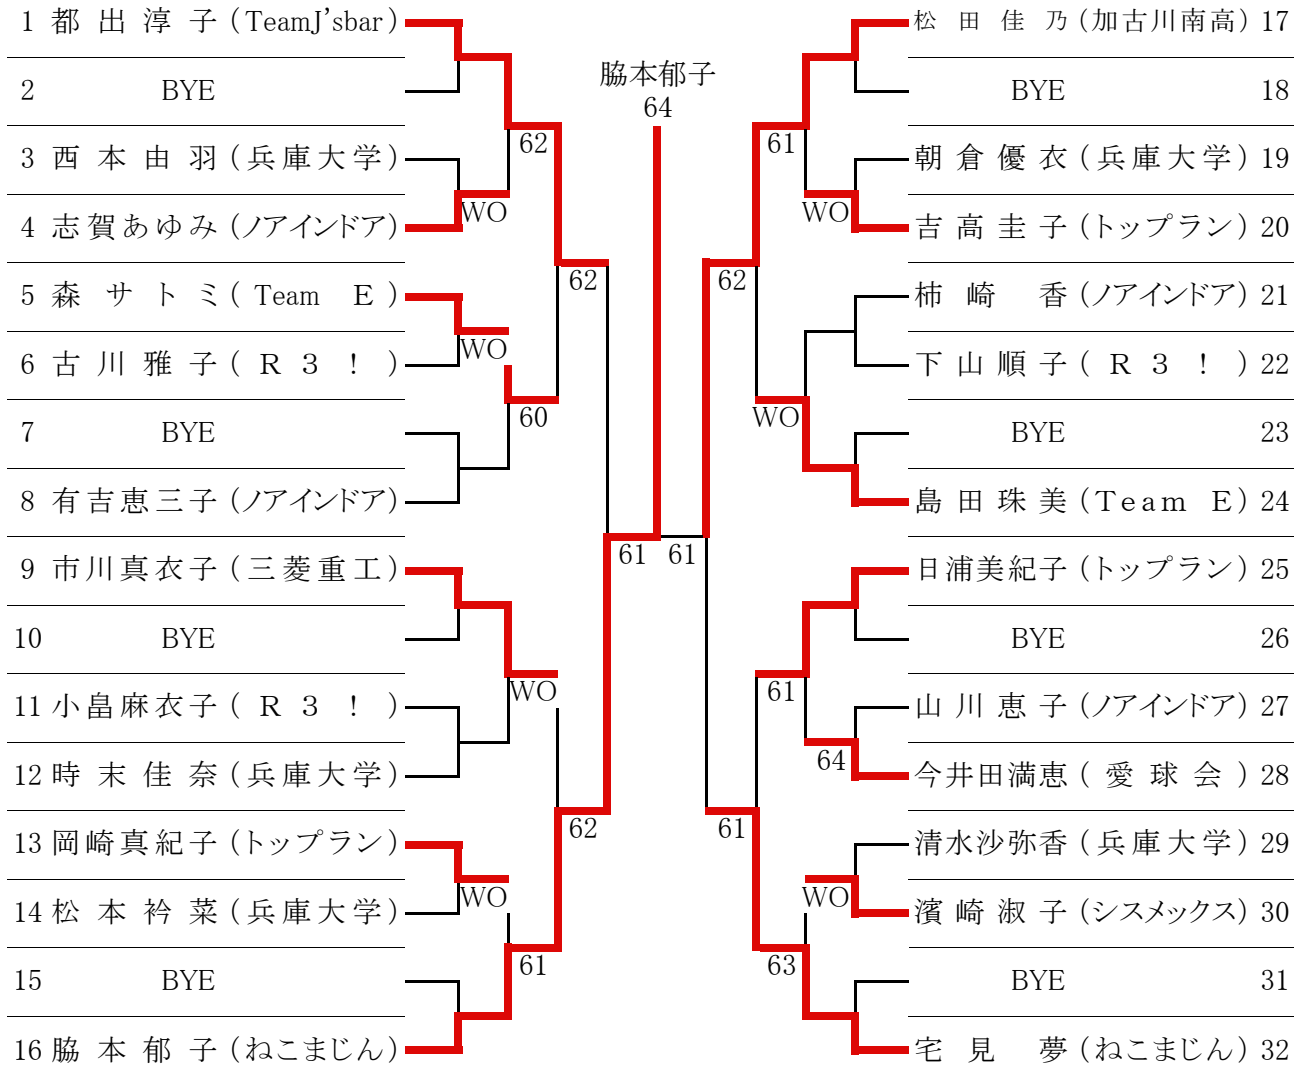 1 都出淳子(TeamJ'sbar)
2 BYE
3 西本由羽(兵庫大学)
4 志賀あゆみ(ノアインドア)
5 森サトミ(Team E)
6 古川雅子(R3!)
7 BYE
8 有吉恵三子(ノアインドア)
9 市川真衣子(三菱重工)
10 BYE
11 小畠麻衣子(R3!)
12 時末佳奈(兵庫大学)
13 岡崎真紀子(トップラン)
14 松本衿菜(兵庫大学)
15 BYE
16 脇本郁子(ねこまじん)
WO
WO
WO
62
60
WO
61
62
62
61
脇本郁子
64
61
62
61
61
WO
61
63
WO
64
WO
松田佳乃(加古川南高) 17
BYE 18
朝倉優衣(兵庫大学) 19
吉高圭子(トップラン) 20
柿崎 香(ノアインドア) 21
下山順子(R3!) 22
BYE 23
島田珠美(Team E) 24
日浦美紀子(トップラン) 25
BYE 26
山川恵子(ノアインドア) 27
今井田満恵(愛球会) 28
清水沙弥香(兵庫大学) 29
濱崎淑子(シスメックス) 30
BYE 31
宅見 夢(ねこまじん) 32